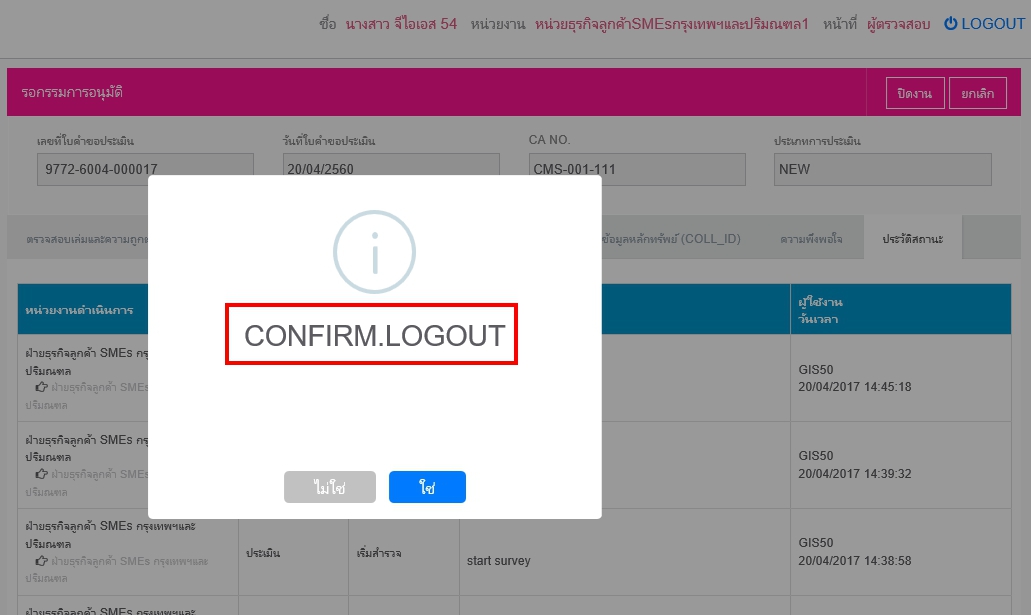 ชื่อ นางสาว จีไอเอส 54 หน่วยงาน หน่วยธุรกิจลูกค้าSMEsกรุงเทพฯและปริมณฑล1 หน้าที่ ผู้ตรวจสอบ LOGOUT
รอกรรมการอนุมัติ ปิดงาน ยกเลิก
เลขที่ใบคำขอประเมิน วันที่ใบคำขอประเมิน CA NO. ประเภทการประเมิน
9772-6004-000017 20/04/2560 CMS-001-111 NEW
ตรวจสอบเล่มและความถูก ข้อมูลหลักทรัพย์ (COLL_ID) ความพึงพอใจ ประวัติสถานะ
หน่วยงานดำเนินการ ผู้ใช้งาน
วันเวลา
CONFIRM.LOGOUT
ไม่ใช่ ใช่
ฝ่ายธุรกิจลูกค้า SMEs กรุ
ปริมณฑล
ฝ่ายธุรกิจลูกค้า SMEs
ปริมณฑล
GIS50
20/04/2017 14:45:18
ฝ่ายธุรกิจลูกค้า SMEs กรุ
ปริมณฑล
ฝ่ายธุรกิจลูกค้า SMEs
ปริมณฑล
GIS50
20/04/2017 14:39:32
ฝ่ายธุรกิจลูกค้า SMEs กรุงเทพฯและ
ปริมณฑล
ฝ่ายธุรกิจลูกค้า SMEs กรุงเทพฯและ
ปริมณฑล
ประเมิน เริ่มสำรวจ start survey
GIS50
20/04/2017 14:38:58
ฝ่ายธุรกิจลูกค้า SMEs กรุงเทพฯและ